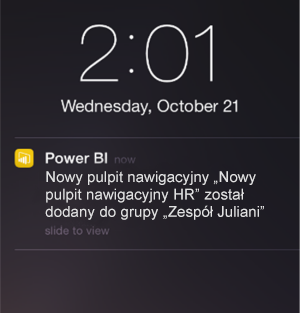 2:01
Wednesday, October 21
Power BI now
Nowy pulpit nawigacyjny „Nowy
pulpit nawigacyjny HR” został
dodany do grupy „Zespół Juliani”
slide to view